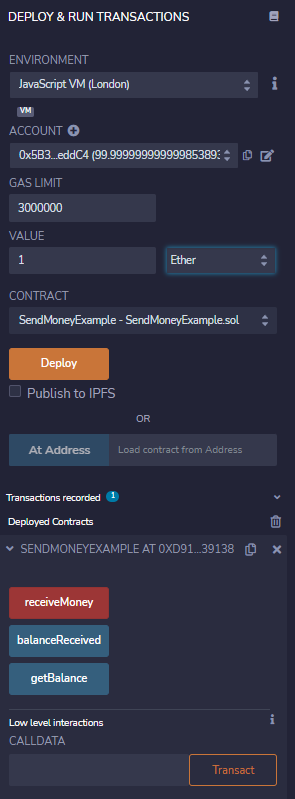 DEPLOY & RUN TRANSACTIONS
ENVIRONMENT
JavaScript VM (London)
VM
ACCOUNT
0x5B3...eddC4 (99.99999999999985389
GAS LIMIT
3000000
VALUE
1 Ether
CONTRACT
SendMoneyExample - SendMoneyExample.sol
Deploy
Publish to IPFS
OR
At Address Load contract from Address
Transactions recorded 1
Deployed Contracts
SENDMONEYEXAMPLE AT 0XD91...39138
receiveMoney
balanceReceived
getBalance
Low level interactions
CALLDATA
Transact